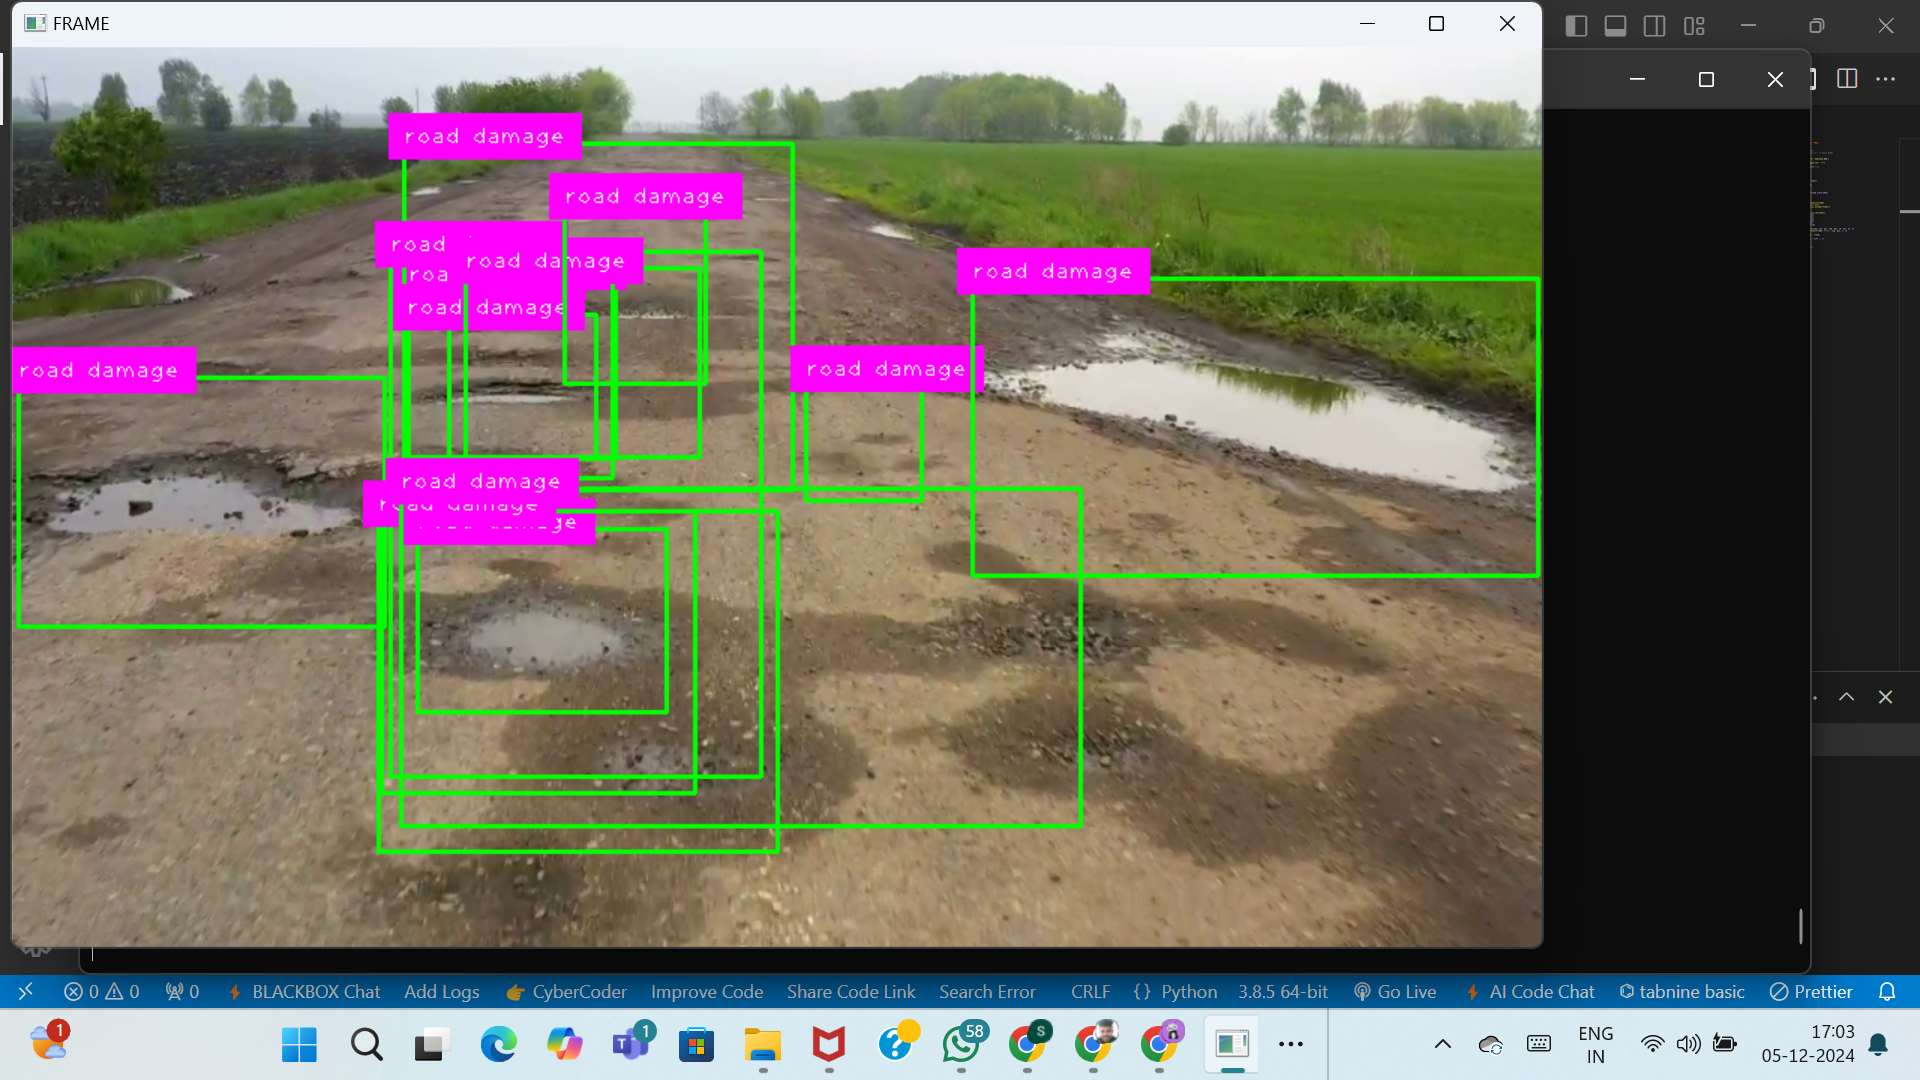 FRAME
road damage
road damage
road
road damage
roa
road damage
road damage
road damage
road damage
road damage
road damage
0 0
0
BLACKBOX Chat
Add Logs
CyberCoder
Improve Code
Share Code Link
Search Error
CRLF
{} Python
3.8.5 64-bit
Go Live
AI Code Chat
tabnine basic
Prettier
1
1
58
S
ENG
IN
17:03
05-12-2024